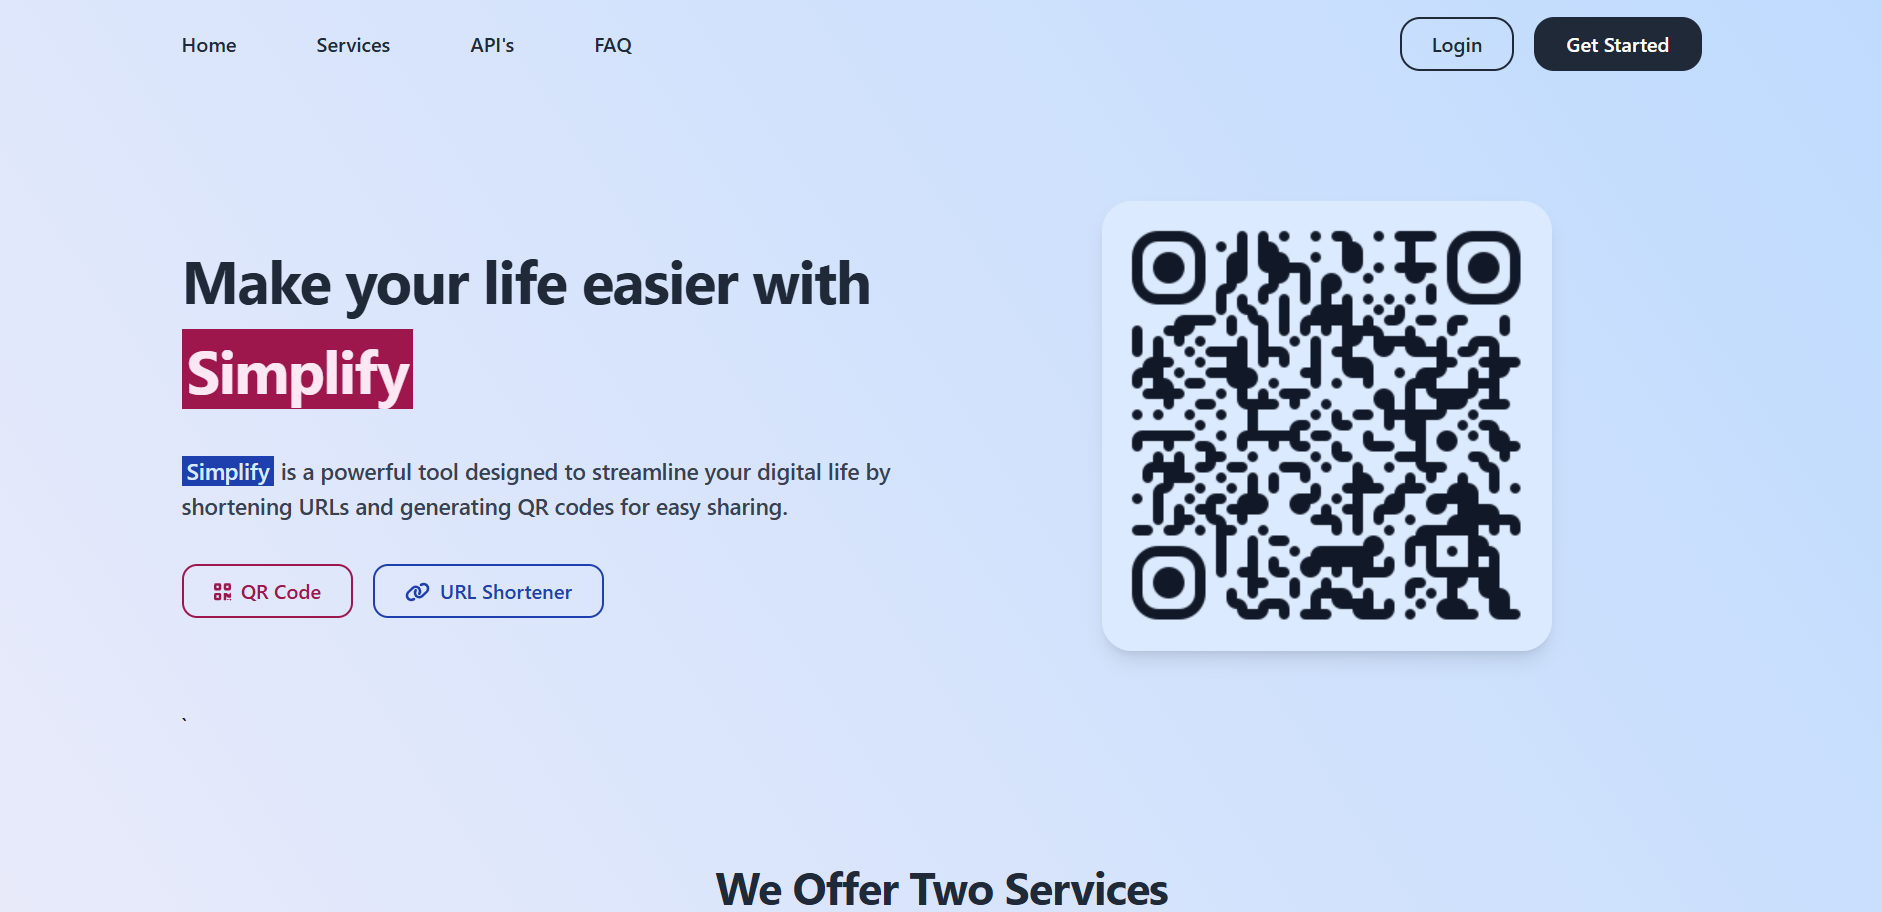 Home Services API's FAQ Login Get Started
Make your life easier with
Simplify
Simplify is a powerful tool designed to streamline your digital life by
shortening URLs and generating QR codes for easy sharing.
QR Code URL Shortener
`
We Offer Two Services